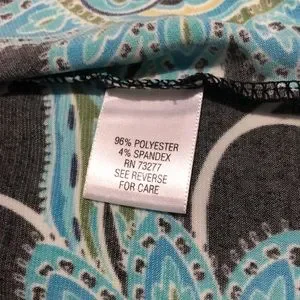 96% POLYESTER
4% SPANDEX
RN 73277
SEE REVERSE
FOR CARE